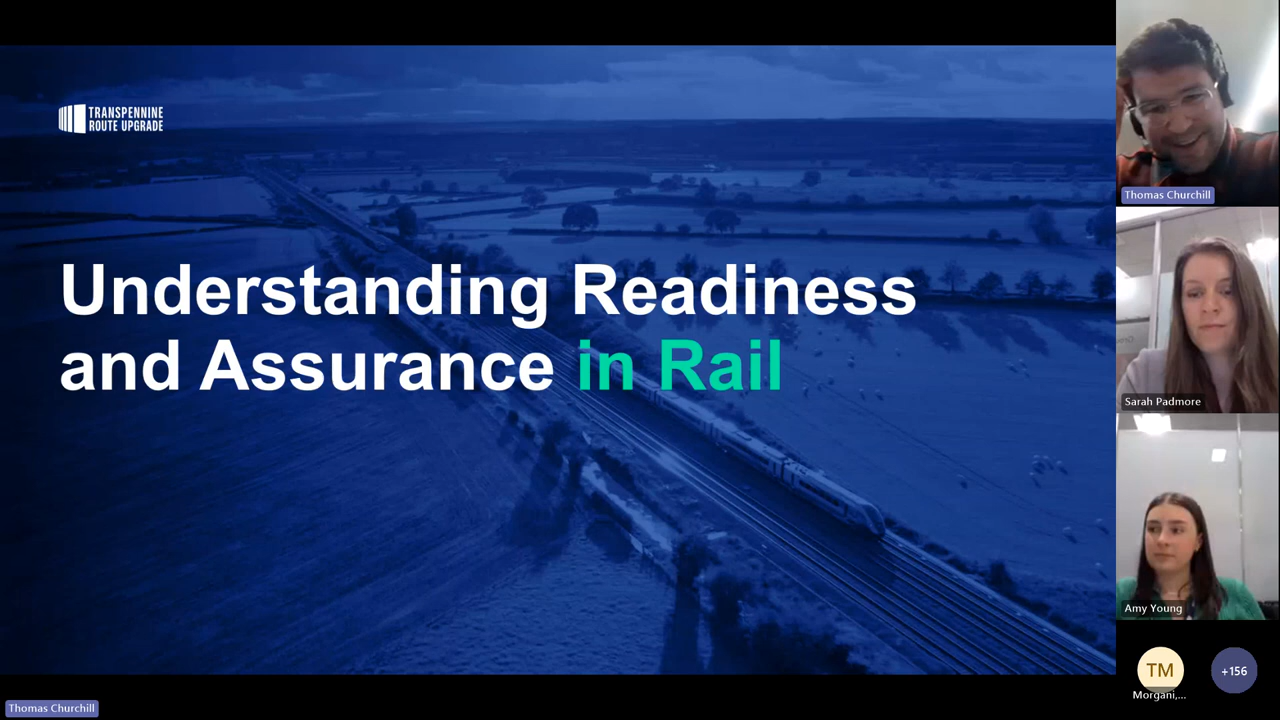 TRANSPENNINE
ROUTE UPGRADE
Understanding Readiness
and Assurance in Rail
Thomas Churchill
Sarah Padmore
Amy Young
TM
+156
Morgani,...
Thomas Churchill